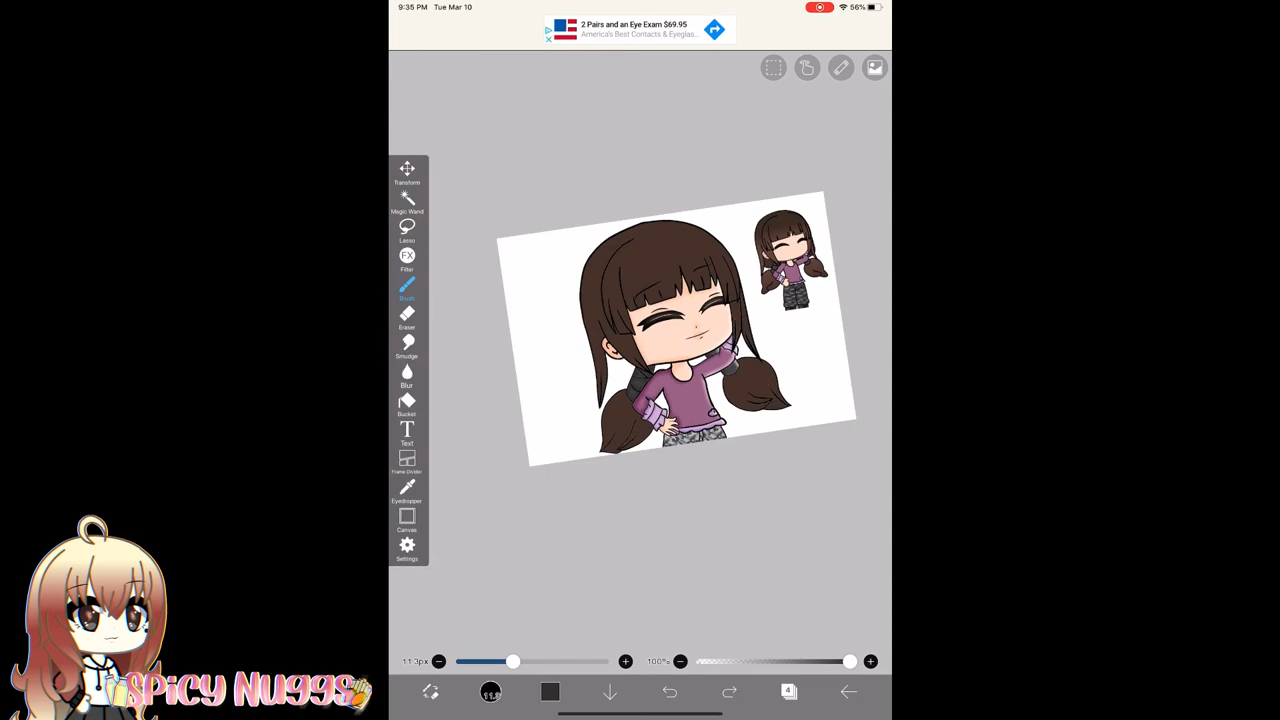 9:35 PM Tue Mar 10
56%
2 Pairs and an Eye Exam $69.95
America's Best Contacts & Eyeglas...
Transform
Magic Wand
Lasso
FX
Filter
Brush
Eraser
Smudge
Blur
Bucket
T
Text
Frame Divider
Eyedropper
Canvas
Settings
11.3px
100%
11.3
4
Spicy Nuggs